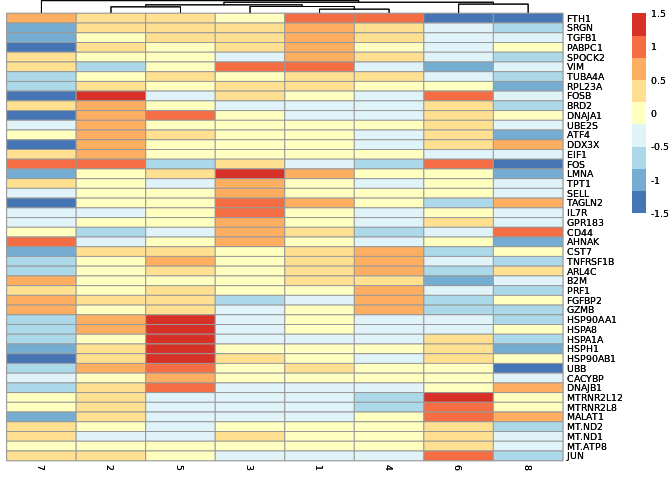 FTH1
SRGN
TGFB1
PABPC1
SPOCK2
VIM
TUBA4A
RPL23A
FOSB
BRD2
DNAJA1
UBE2S
ATF4
DDX3X
EIF1
FOS
LMNA
TPT1
SELL
TAGLN2
IL7R
GPR183
CD44
AHNAK
CST7
TNFRSF1B
ARL4C
B2M
PRF1
FGFBP2
GZMB
HSP90AA1
HSPA8
HSPA1A
HSPH1
HSP90AB1
UBB
CACYBP
DNAJB1
MTRNR2L12
MTRNR2L8
MALAT1
MT.ND2
MT.ND1
MT.ATP8
JUN
7 2 5 3 1 4 6 8
1.5
1
0.5
0
-0.5
-1
-1.5